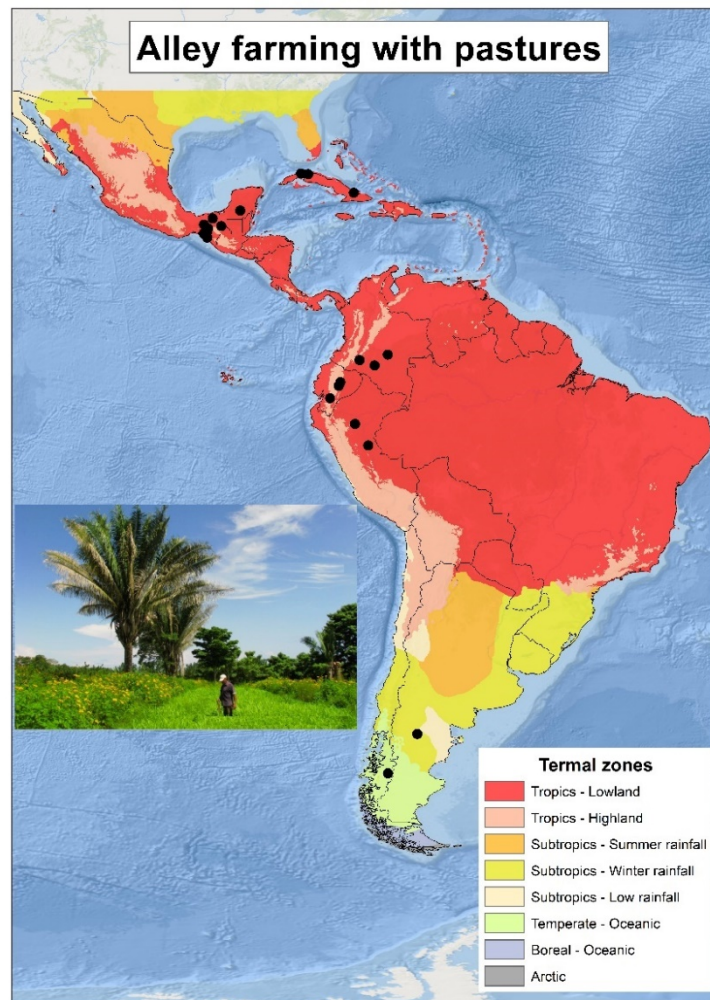 Alley farming with pastures
Termal zones
Tropics - Lowland
Tropics - Highland
Subtropics - Summer rainfall
Subtropics - Winter rainfall
Subtropics - Low rainfall
Temperate - Oceanic
Boreal - Oceanic
Arctic